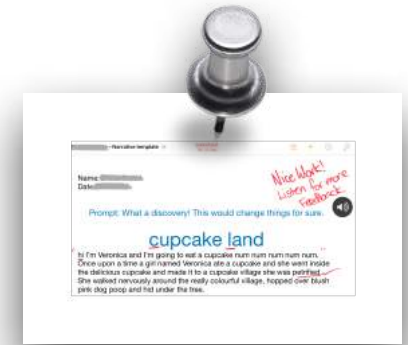 - Narrative template
Nice Work!
Listen for more
Feedback.
Name:
Date:
Prompt: What a discovery! This would change things for sure.
cupcake land
" hi I'm Veronica and I'm going to eat a cupcake num num num num num. "
Once upon a time a girl named Veronica ate a cupcake and she went inside
the delicious cupcake and made it to a cupcake village she was petrified.
She walked nervously around the really colourful village, hopped over blush
pink dog poop and hid under the tree.